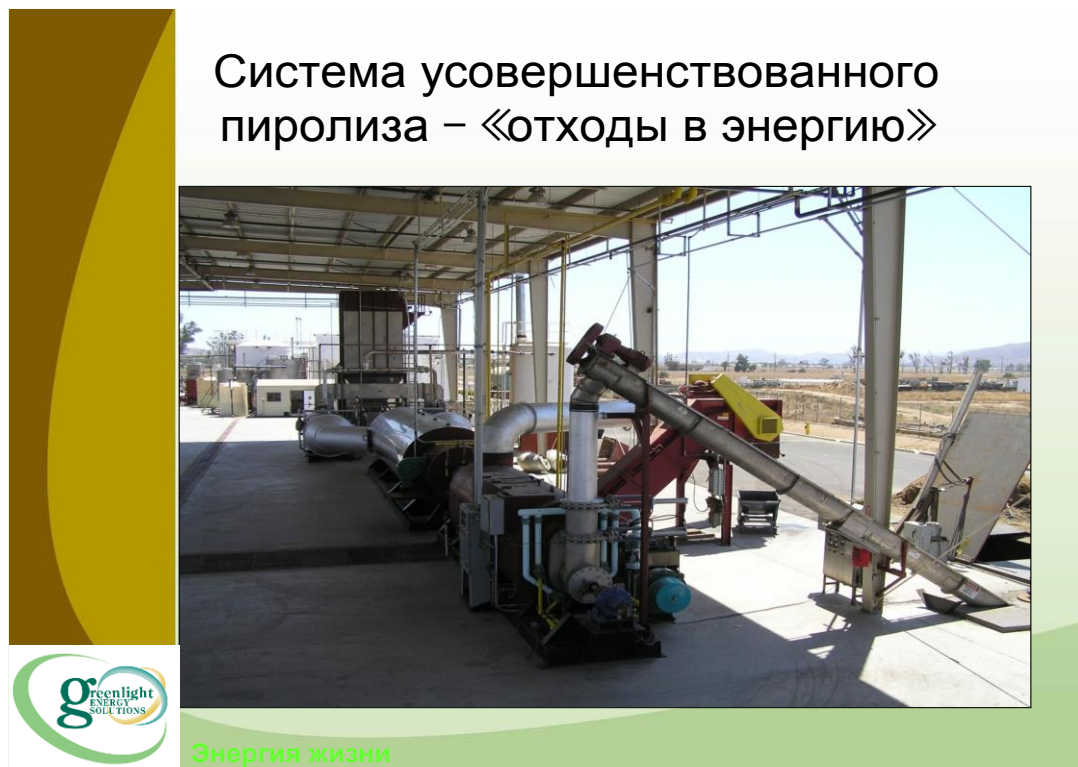 Система усовершенствованного
пиролиза – «отходы в энергию»
greenlight
ENERGY
SOLUTIONS
Энергия жизни